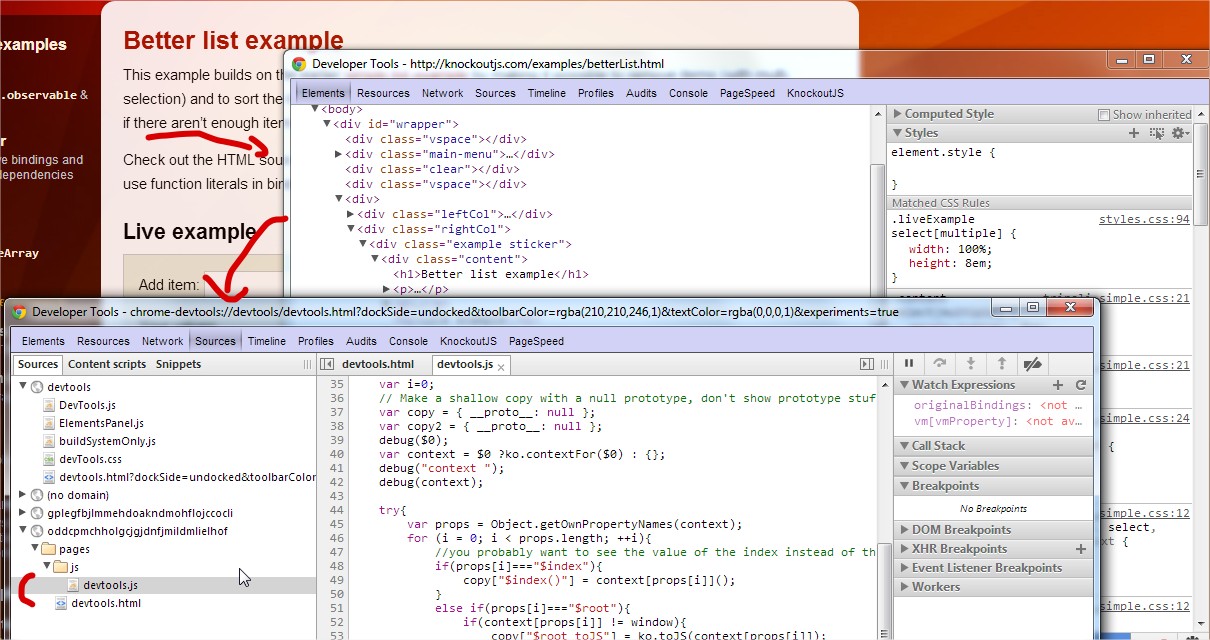 examples
.observable &
r
ve bindings and
dependencies
eArray
Better list example
This example builds on th
selection) and to sort the
if there aren't enough iter
Check out the HTML sou
use function literals in bin
Live example
Add item:
Developer Tools - http://knockoutjs.com/examples/betterList.html
Elements Resources Network Sources Timeline Profiles Audits Console PageSpeed KnockoutJS
▼<body>
▼<div id="wrapper">
<div class="vspace"></div>
▶<div class="main-menu">…</div>
<div class="clear"></div>
<div class="vspace"></div>
▼<div>
▶<div class="leftCol">…</div>
▼<div class="rightCol">
▼<div class="example sticker">
▼<div class="content">
<h1>Better list example</h1>
▶<p>…</p>
▶ Computed Style Show inherited
▼ Styles
element.style {
}
Matched CSS Rules
.liveExample styles.css:94
select[multiple] {
width: 100%;
height: 8em;
}
simple.css:21
simple.css:21
simple.css:24
{
simple.css:12
select,
xt {
simple.css:12
Developer Tools - chrome-devtools://devtools/devtools.html?dockSide=undocked&toolbarColor=rgba(210,210,246,1)&textColor=rgba(0,0,0,1)&experiments=true
Elements Resources Network Sources Timeline Profiles Audits Console KnockoutJS PageSpeed
Sources Content scripts Snippets
devtools
DevTools.js
ElementsPanel.js
buildSystemOnly.js
devTools.css
devtools.html?dockSide=undocked&toolbarColor
(no domain)
gplegfbjlmmehdoakndmohflojccocli
oddcpmchholgcjgjdnfjmildmlielhof
pages
js
devtools.js
devtools.html
devtools.html devtools.js ×
35 var i=0;
36 // Make a shallow copy with a null prototype, don't show prototype stuf
37 var copy = { __proto__: null };
38 var copy2 = { __proto__: null };
39 debug($0);
40 var context = $0 ?ko.contextFor($0) : {};
41 debug("context ");
42 debug(context);
43
44 try{
45 var props = Object.getOwnPropertyNames(context);
46 for (i = 0; i < props.length; ++i){
47 //you probably want to see the value of the index instead of th
48 if(props[i]==="$index"){
49 copy["$index()"] = context[props[i]]();
50 }
51 else if(props[i]==="$root"){
52 if(context[props[i]] != window){
53 copy["$root_toJS"] = ko.toJS(context[props[i]]);
▼ Watch Expressions
originalBindings: <not …
vm[vmProperty]: <not av…
▼ Call Stack
▼ Scope Variables
▼ Breakpoints
No Breakpoints
▶ DOM Breakpoints
▶ XHR Breakpoints
▶ Event Listener Breakpoints
▶ Workers